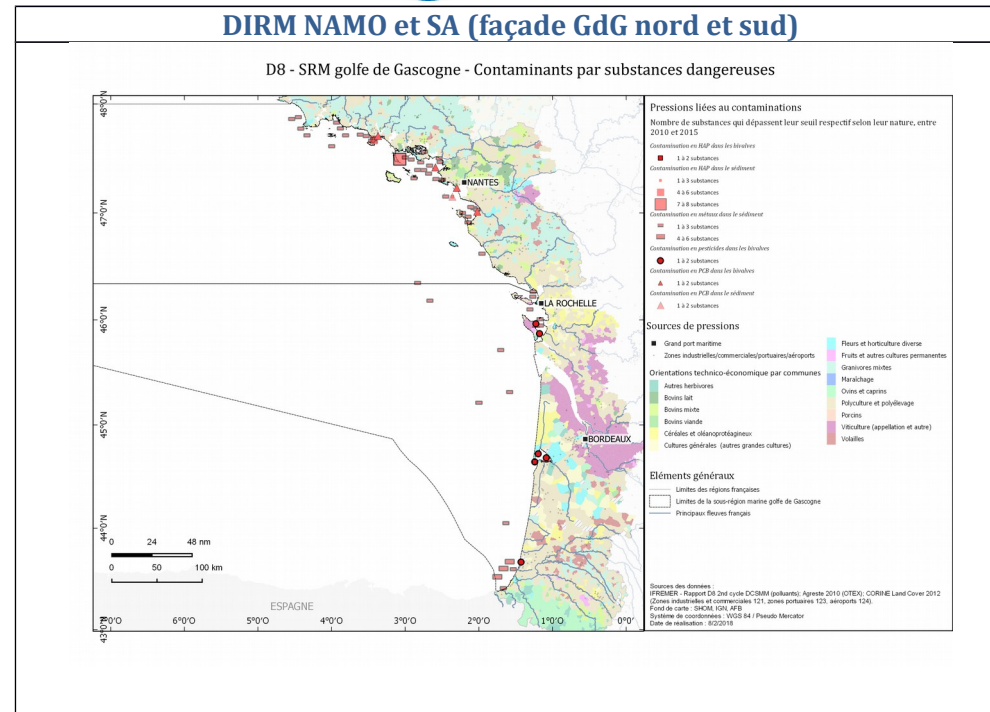 DIRM NAMO et SA (façade GdG nord et sud)
D8 - SRM golfe de Gascogne - Contaminants par substances dangereuses
48°0'N
47°0'N
46°0'N
45°0'N
44°0'N
43°0'N
NANTES
LA ROCHELLE
BORDEAUX
ESPAGNE
0 24 48 nm
0 50 100 km
7°0'O 6°0'O 5°0'O 4°0'O 3°0'O 2°0'O 1°0'O 0°0'
Pressions liées au contaminations
Nombre de substances qui dépassent leur seuil respectif selon leur nature, entre
2010 et 2015
Contamination en HAP dans les bivalves
1 à 2 substances
Contamination en HAP dans le sédiment
1 à 3 substances
4 à 6 substances
7 à 8 substances
Contamination en métaux dans le sédiment
1 à 3 substances
4 à 6 substances
Contamination en pesticides dans les bivalves
1 à 2 substances
Contamination en PCB dans les bivalves
1 à 2 substances
Contamination en PCB dans le sédiment
1 à 2 substances
Sources de pressions
Grand port maritime
Zones industrielles/commerciales/portuaires/aéroports
Orientations technico-économique par communes
Autres herbivores
Bovins lait
Bovins mixte
Bovins viande
Céréales et oléanoprotéagineux
Cultures générales (autres grandes cultures)
Fleurs et horticulture diverse
Fruits et autres cultures permanentes
Granivores mixtes
Maraîchage
Ovins et caprins
Polyculture et polyélevage
Porcins
Viticulture (appellation et autre)
Volailles
Eléments généraux
Limites des régions françaises
Limites de la sous-région marine golfe de Gascogne
Principaux fleuves français
Sources des données :
IFREMER - Rapport D8 2nd cycle DCSMM (polluants); Agreste 2010 (OTEX); CORINE Land Cover 2012
(Zones industrielles et commerciales 121, zones portuaires 123, aéroports 124).
Fond de carte : SHOM, IGN, AFB
Système de coordonnées : WGS 84 / Pseudo Mercator
Date de réalisation : 8/2/2018